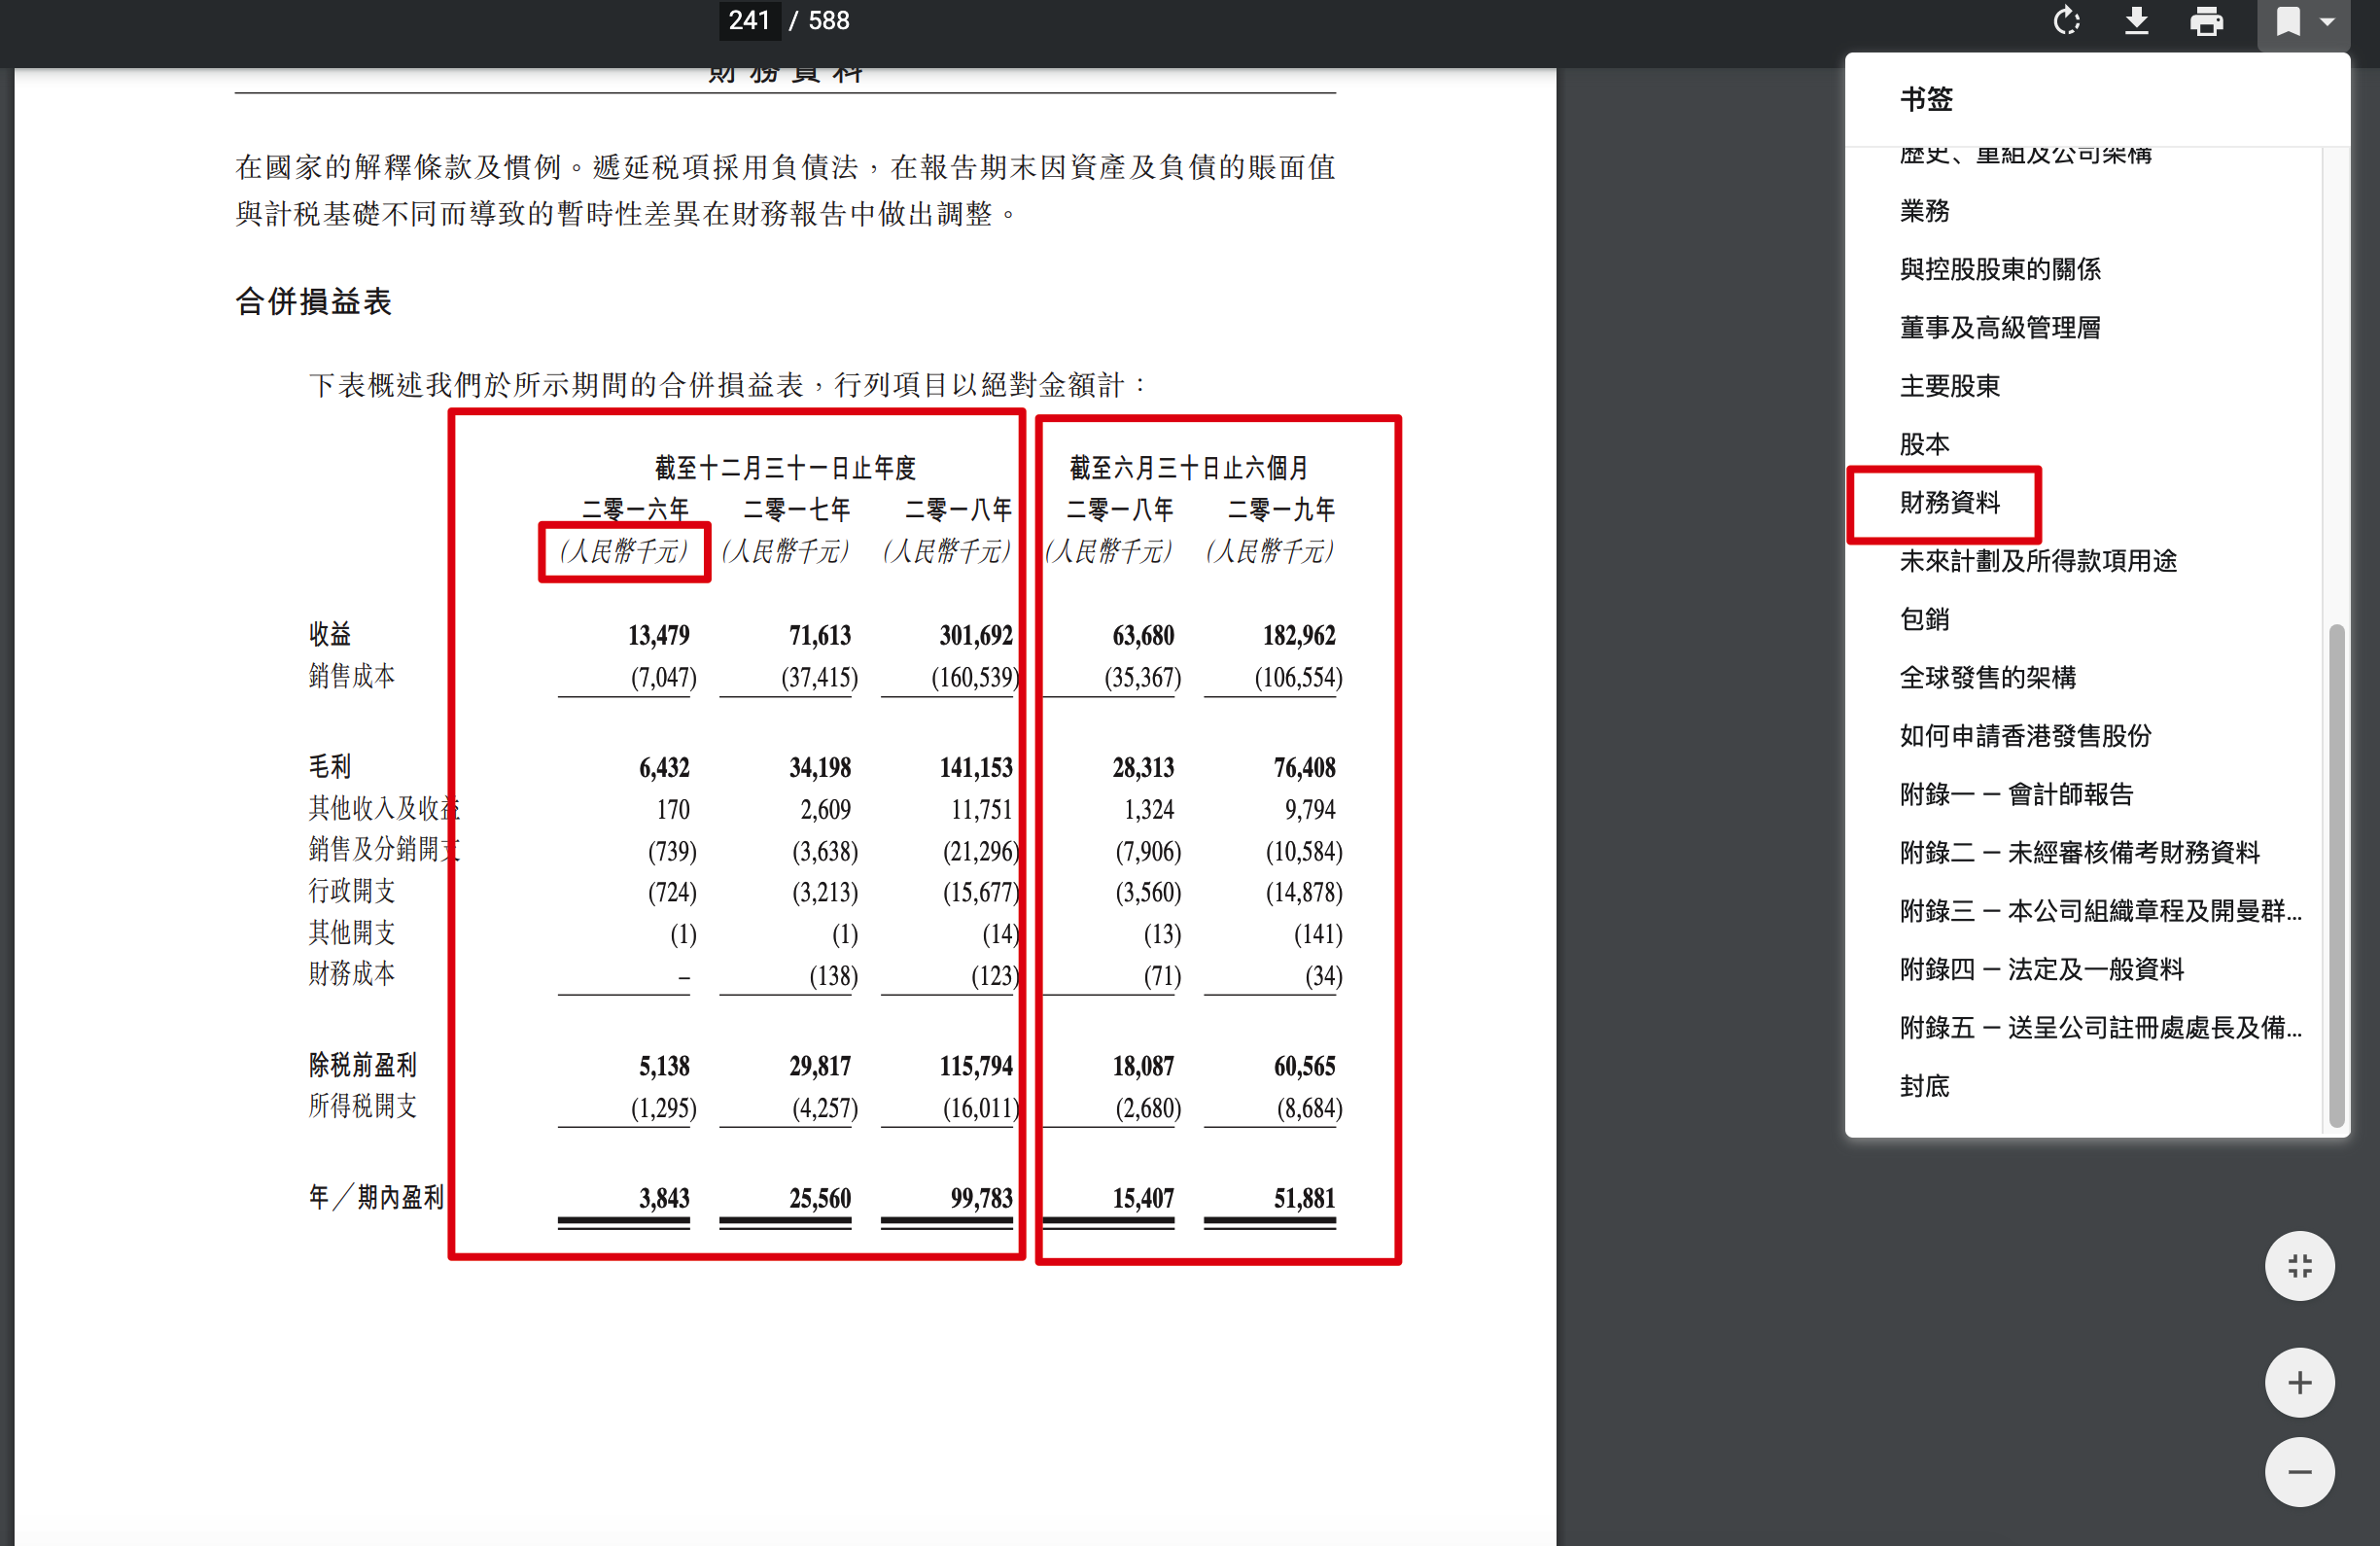 241 / 588
財務資料
在國家的解釋條款及慣例。遞延税項採用負債法，在報告期末因資產及負債的賬面值
與計税基礎不同而導致的暫時性差異在財務報告中做出調整。
合併損益表
下表概述我們於所示期間的合併損益表，行列項目以絕對金額計：
截至十二月三十一日止年度 截至六月三十日止六個月
二零一六年 二零一七年 二零一八年 二零一八年 二零一九年
(人民幣千元) (人民幣千元) (人民幣千元) (人民幣千元) (人民幣千元)
收益 13,479 71,613 301,692 63,680 182,962
銷售成本 (7,047) (37,415) (160,539) (35,367) (106,554)
毛利 6,432 34,198 141,153 28,313 76,408
其他收入及收益 170 2,609 11,751 1,324 9,794
銷售及分銷開支 (739) (3,638) (21,296) (7,906) (10,584)
行政開支 (724) (3,213) (15,677) (3,560) (14,878)
其他開支 (1) (1) (14) (13) (141)
財務成本 – (138) (123) (71) (34)
除税前盈利 5,138 29,817 115,794 18,087 60,565
所得税開支 (1,295) (4,257) (16,011) (2,680) (8,684)
年／期內盈利 3,843 25,560 99,783 15,407 51,881
书签
歷史、重組及公司架構
業務
與控股股東的關係
董事及高級管理層
主要股東
股本
財務資料
未來計劃及所得款項用途
包銷
全球發售的架構
如何申請香港發售股份
附錄一 – 會計師報告
附錄二 – 未經審核備考財務資料
附錄三 – 本公司組織章程及開曼群...
附錄四 – 法定及一般資料
附錄五 – 送呈公司註冊處處長及備...
封底